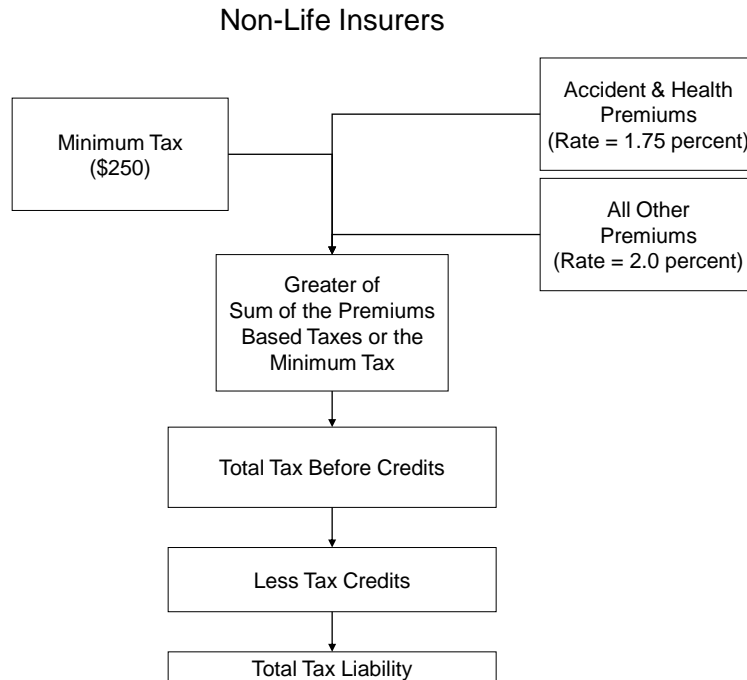 Non-Life Insurers
Minimum Tax
($250)
Accident & Health
Premiums
(Rate = 1.75 percent)
All Other
Premiums
(Rate = 2.0 percent)
Greater of
Sum of the Premiums
Based Taxes or the
Minimum Tax
Total Tax Before Credits
Less Tax Credits
Total Tax Liability